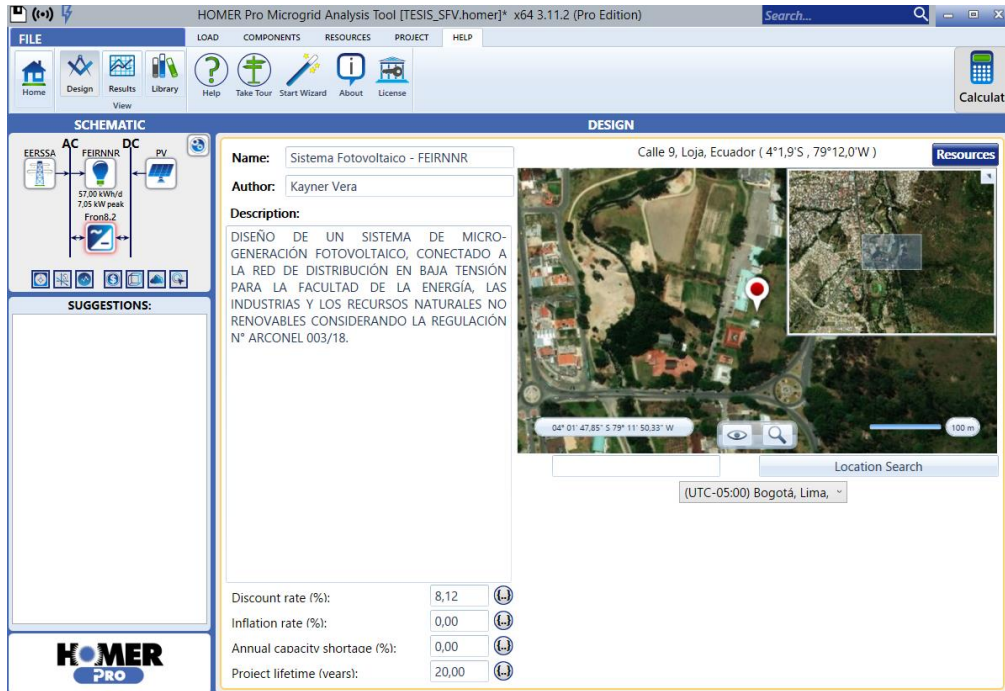 HOMER Pro Microgrid Analysis Tool [TESIS_SFV.homer]* x64 3.11.2 (Pro Edition)
Search...
FILE
LOAD COMPONENTS RESOURCES PROJECT HELP
Home
Design
Results
Library
View
Help
Take Tour
Start Wizard
About
License
Calculat
SCHEMATIC
DESIGN
AC DC
EERSSA
FEIRNNR
PV
57,00 kWh/d
7,05 kW peak
Fron8.2
SUGGESTIONS:
HOMER
PRO
Name: Sistema Fotovoltaico - FEIRNNR
Author: Kayner Vera
Description:
DISEÑO DE UN SISTEMA DE MICRO-
GENERACIÓN FOTOVOLTAICO, CONECTADO A
LA RED DE DISTRIBUCIÓN EN BAJA TENSIÓN
PARA LA FACULTAD DE LA ENERGÍA, LAS
INDUSTRIAS Y LOS RECURSOS NATURALES NO
RENOVABLES CONSIDERANDO LA REGULACIÓN
N° ARCONEL 003/18.
Discount rate (%): 8,12 {..}
Inflation rate (%): 0,00 {..}
Annual capacity shortage (%): 0,00 {..}
Project lifetime (years): 20,00 {..}
Calle 9, Loja, Ecuador ( 4°1,9'S , 79°12,0'W )
Resources
04° 01' 47,85" S 79° 11' 50,33" W
100 m
Location Search
(UTC-05:00) Bogotá, Lima,